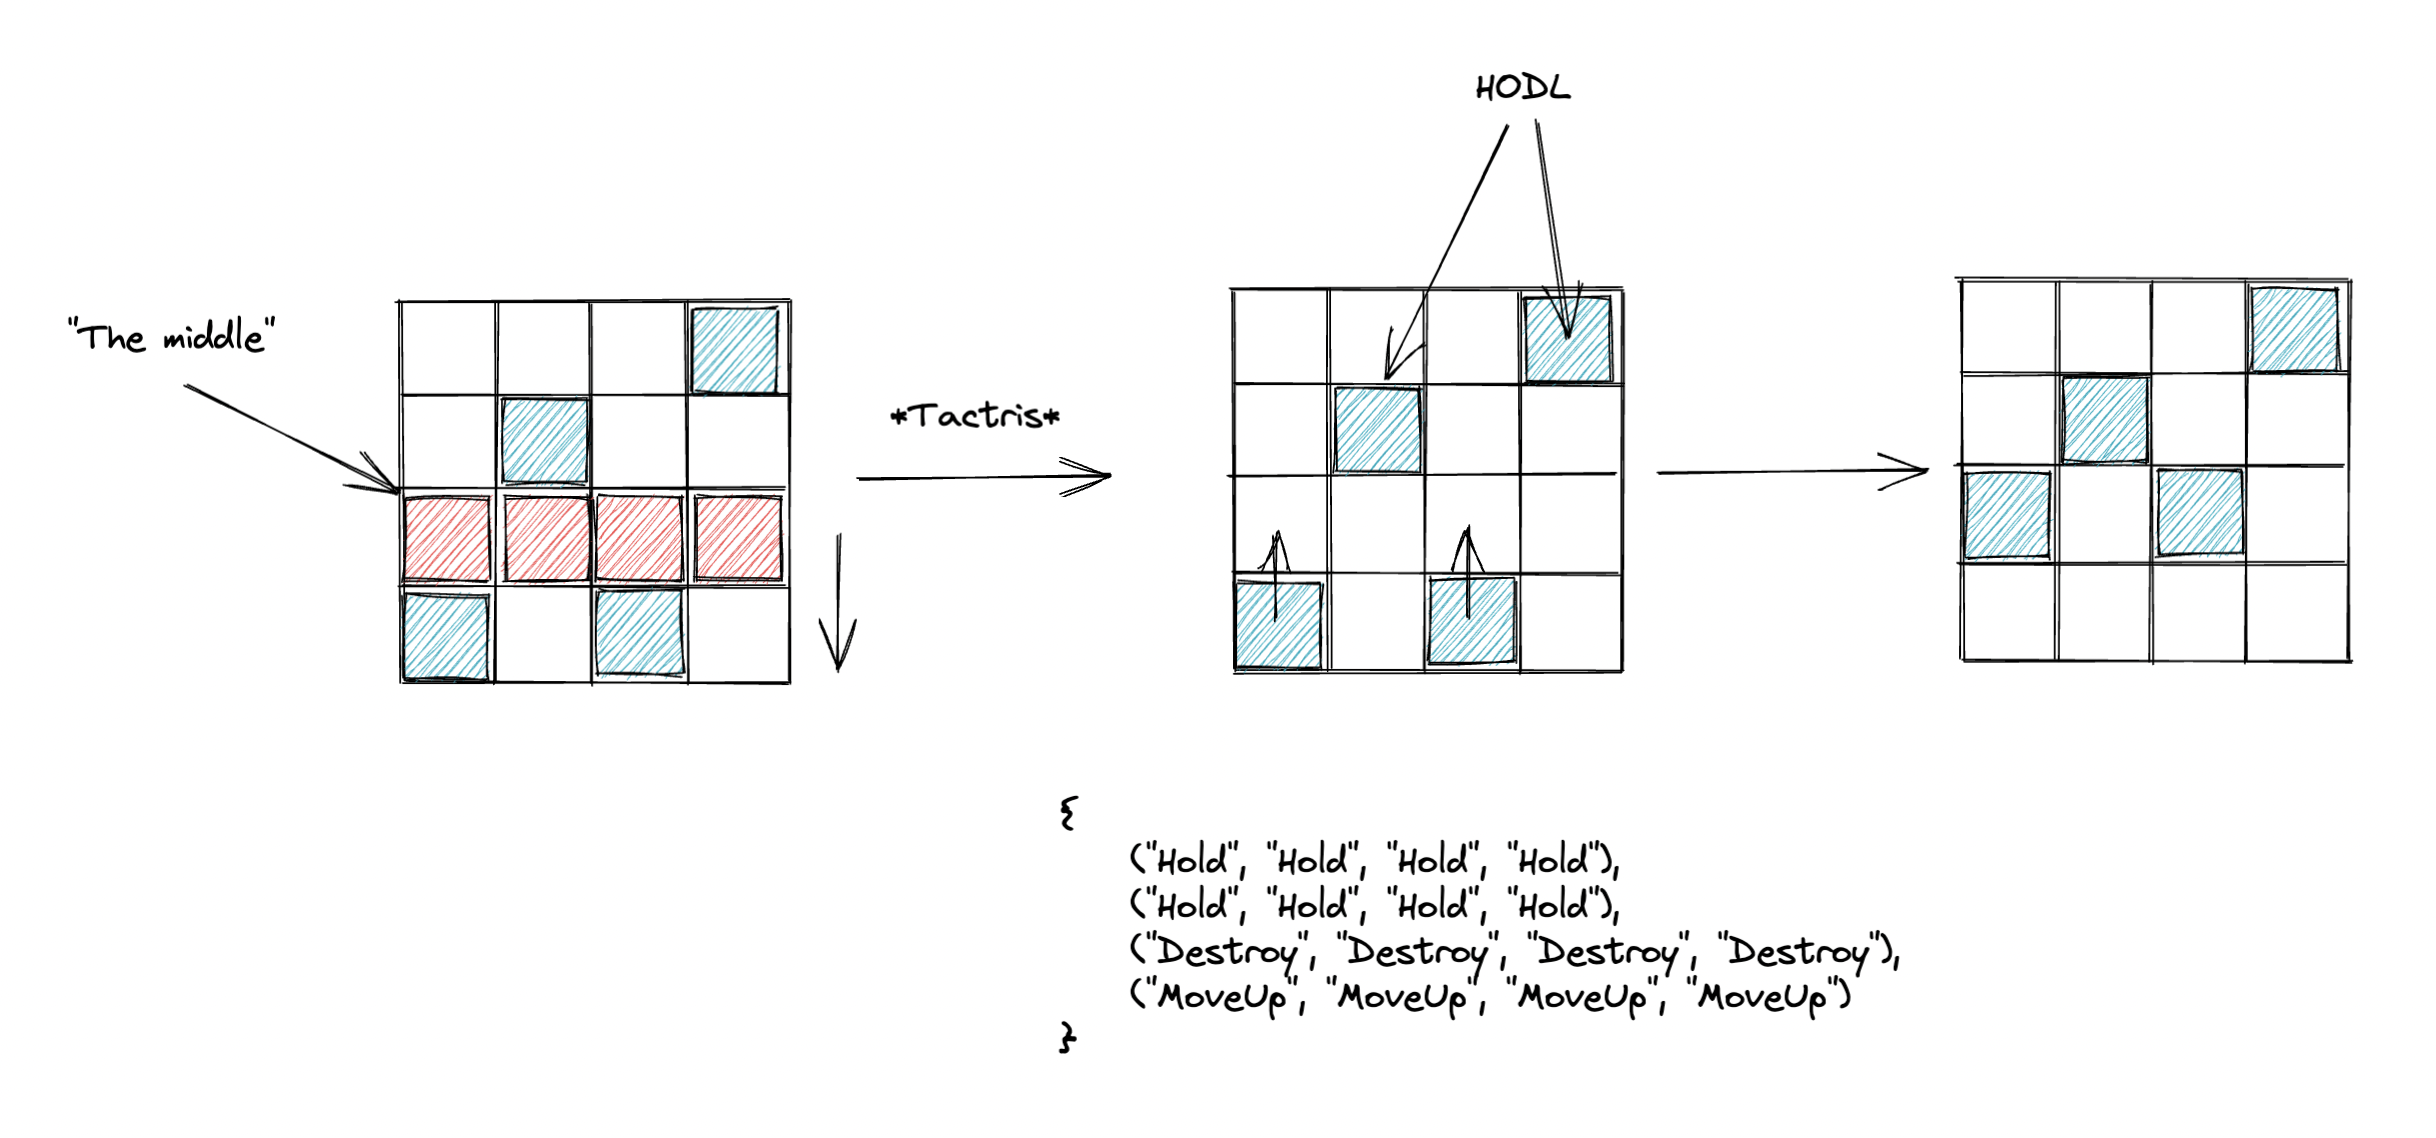 HODL
"The middle"
*Tactris*
{
("Hold", "Hold", "Hold", "Hold"),
("Hold", "Hold", "Hold", "Hold"),
("Destroy", "Destroy", "Destroy", "Destroy"),
("MoveUp", "MoveUp", "MoveUp", "MoveUp")
}